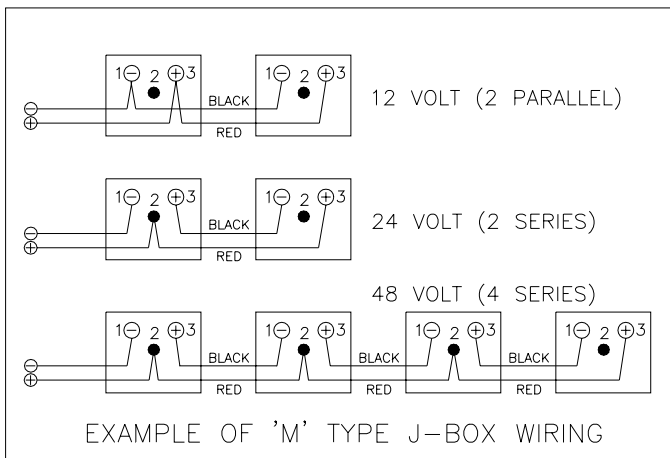 1⊖ 2 ⊕3 1⊖ 2 ⊕3
12 VOLT (2 PARALLEL)
⊖ BLACK
⊕ RED
1⊖ 2 ⊕3 1⊖ 2 ⊕3
24 VOLT (2 SERIES)
⊖ BLACK
⊕ RED
48 VOLT (4 SERIES)
1⊖ 2 ⊕3 1⊖ 2 ⊕3 1⊖ 2 ⊕3 1⊖ 2 ⊕3
⊖ BLACK BLACK BLACK
⊕ RED RED RED
EXAMPLE OF 'M' TYPE J-BOX WIRING